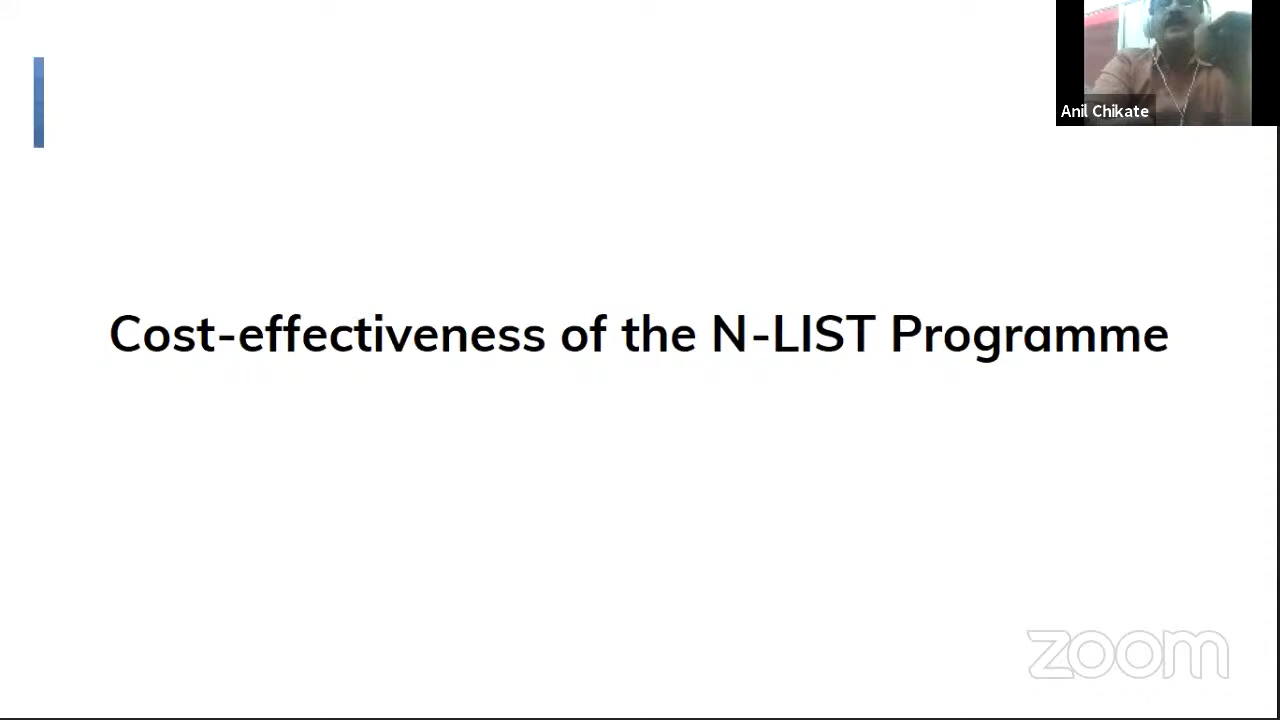 Anil Chikate
Cost-effectiveness of the N-LIST Programme
zoom